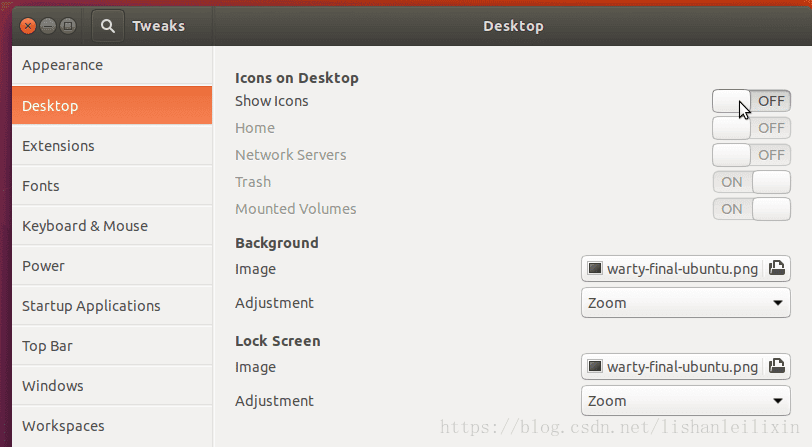 Tweaks Desktop
Appearance
Desktop
Extensions
Fonts
Keyboard & Mouse
Power
Startup Applications
Top Bar
Windows
Workspaces
Icons on Desktop
Show Icons OFF
Home OFF
Network Servers OFF
Trash ON
Mounted Volumes ON
Background
Image warty-final-ubuntu.png
Adjustment Zoom
Lock Screen
Image warty-final-ubuntu.png
Adjustment Zoom
https://blog.csdn.net/lishanleilixin